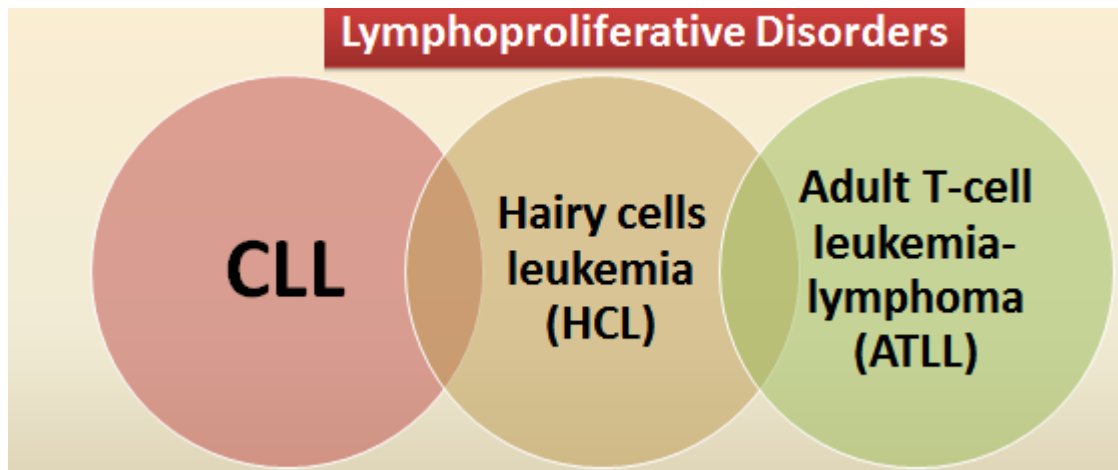 Lymphoproliferative Disorders
CLL
Hairy cells
leukemia
(HCL)
Adult T-cell
leukemia-
lymphoma
(ATLL)